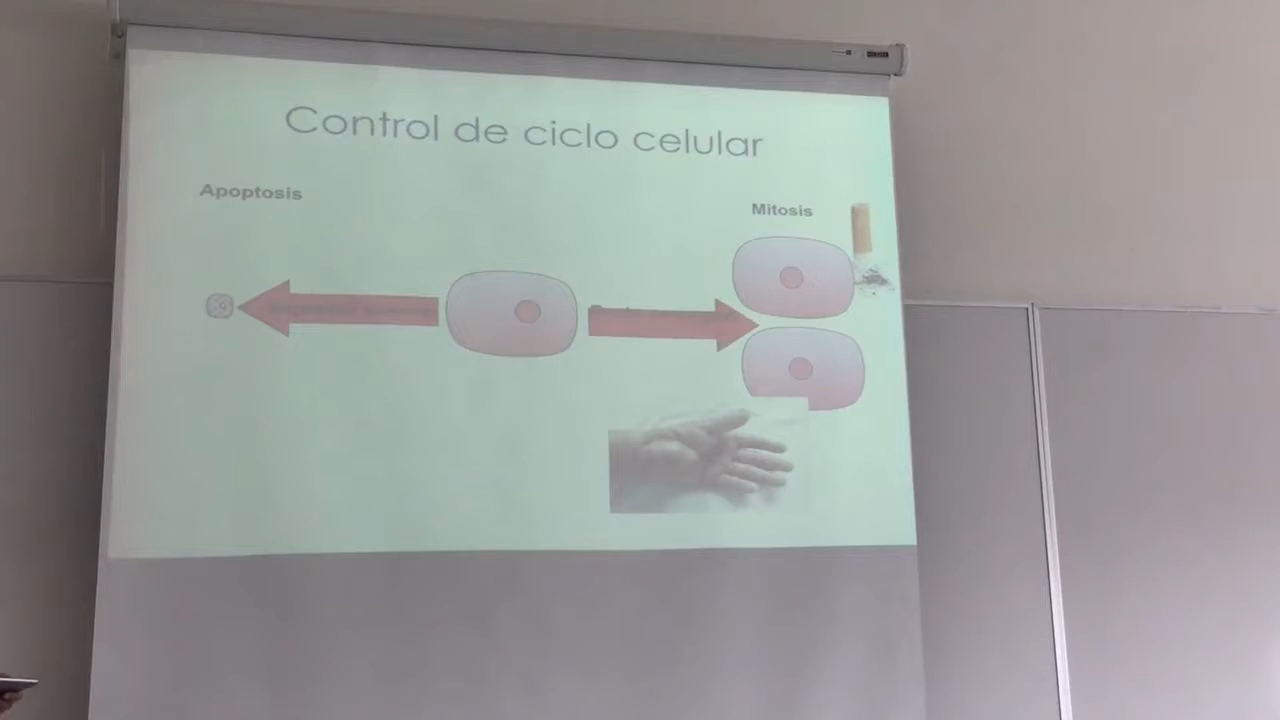 Control de ciclo celular
Apoptosis
Mitosis